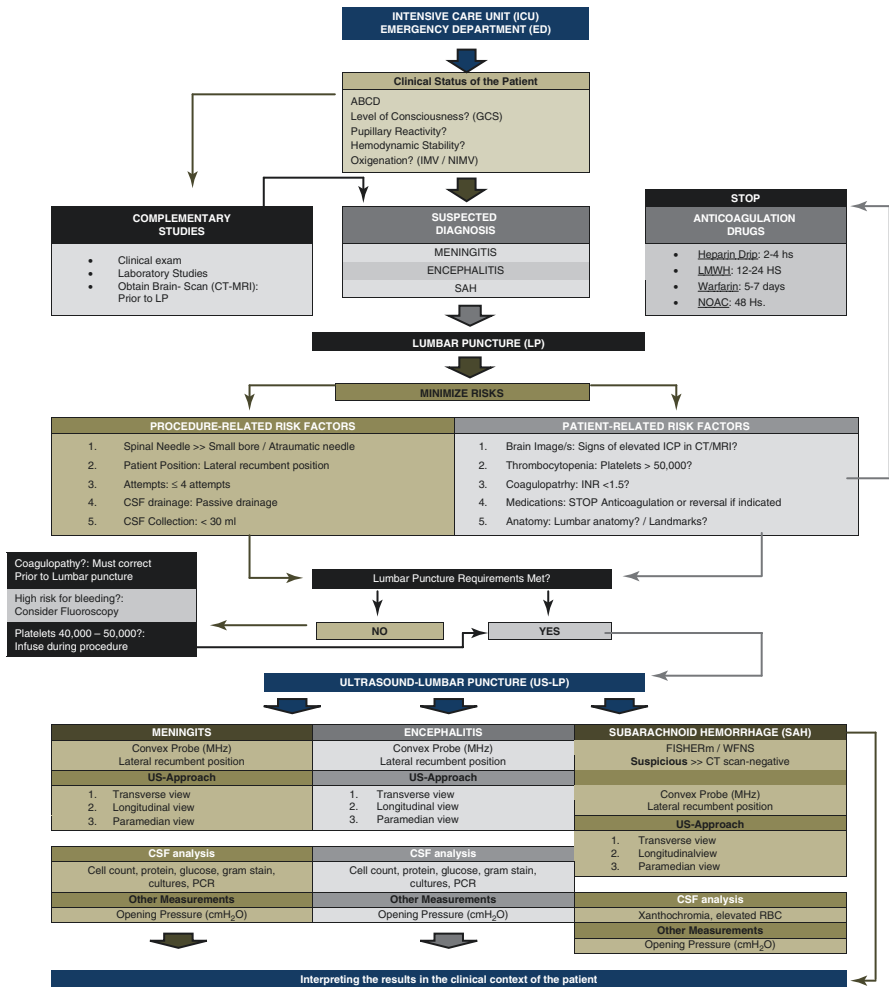 INTENSIVE CARE UNIT (ICU)
EMERGENCY DEPARTMENT (ED)
Clinical Status of the Patient
ABCD
Level of Consciousness? (GCS)
Pupillary Reactivity?
Hemodynamic Stability?
Oxigenation? (IMV / NIMV)
COMPLEMENTARY
STUDIES
• Clinical exam
• Laboratory Studies
• Obtain Brain- Scan (CT-MRI):
Prior to LP
SUSPECTED
DIAGNOSIS
MENINGITIS
ENCEPHALITIS
SAH
STOP
ANTICOAGULATION
DRUGS
• Heparin Drip: 2-4 hs
• LMWH: 12-24 HS
• Warfarin: 5-7 days
• NOAC: 48 Hs.
LUMBAR PUNCTURE (LP)
MINIMIZE RISKS
PROCEDURE-RELATED RISK FACTORS
1. Spinal Needle >> Small bore / Atraumatic needle
2. Patient Position: Lateral recumbent position
3. Attempts: ≤ 4 attempts
4. CSF drainage: Passive drainage
5. CSF Collection: < 30 ml
PATIENT-RELATED RISK FACTORS
1. Brain Image/s: Signs of elevated ICP in CT/MRI?
2. Thrombocytopenia: Platelets > 50,000?
3. Coagulopatrhy: INR <1.5?
4. Medications: STOP Anticoagulation or reversal if indicated
5. Anatomy: Lumbar anatomy? / Landmarks?
Coagulopathy?: Must correct
Prior to Lumbar puncture
High risk for bleeding?:
Consider Fluoroscopy
Platelets 40,000 – 50,000?:
Infuse during procedure
Lumbar Puncture Requirements Met?
NO
YES
ULTRASOUND-LUMBAR PUNCTURE (US-LP)
MENINGITS
Convex Probe (MHz)
Lateral recumbent position
US-Approach
1. Transverse view
2. Longitudinal view
3. Paramedian view
CSF analysis
Cell count, protein, glucose, gram stain,
cultures, PCR
Other Measurements
Opening Pressure (cmH₂O)
ENCEPHALITIS
Convex Probe (MHz)
Lateral recumbent position
US-Approach
1. Transverse view
2. Longitudinal view
3. Paramedian view
CSF analysis
Cell count, protein, glucose, gram stain,
cultures, PCR
Other Measurements
Opening Pressure (cmH₂O)
SUBARACHNOID HEMORRHAGE (SAH)
FISHERm / WFNS
Suspicious >> CT scan-negative
Convex Probe (MHz)
Lateral recumbent position
US-Approach
1. Transverse view
2. Longitudinalview
3. Paramedian view
CSF analysis
Xanthochromia, elevated RBC
Other Measurements
Opening Pressure (cmH₂O)
Interpreting the results in the clinical context of the patient